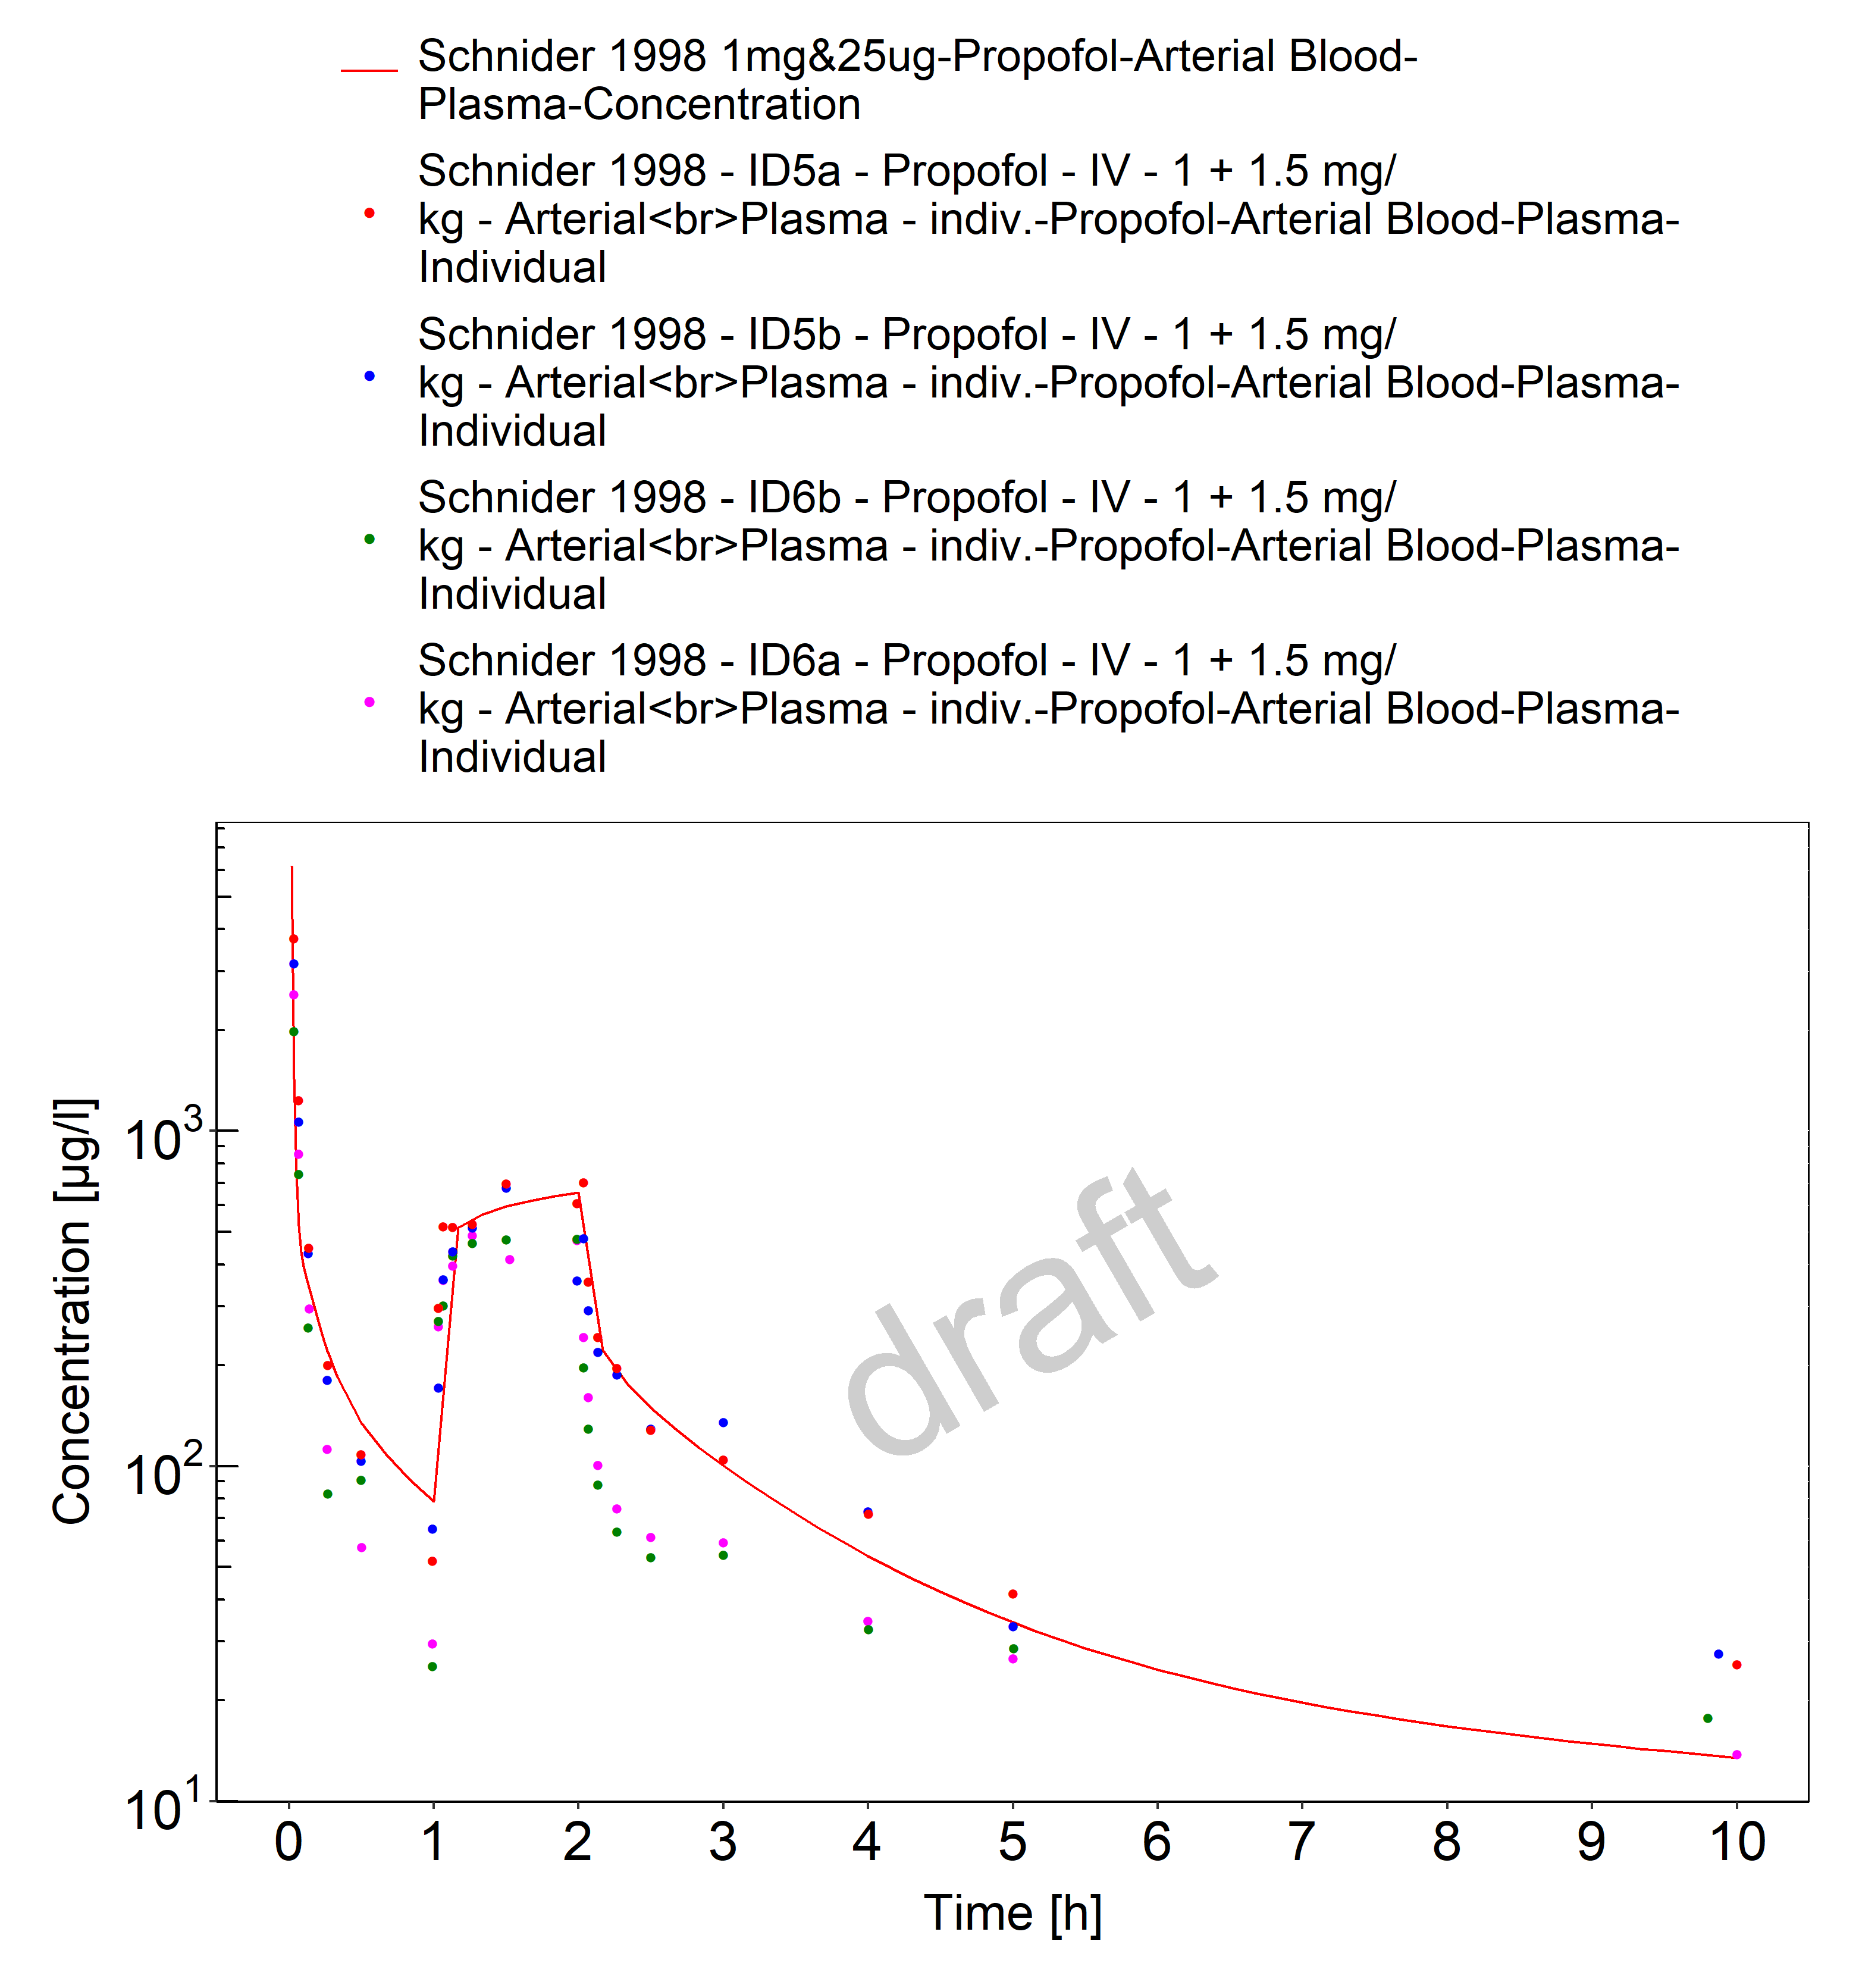 Schnider 1998 1mg&25ug-Propofol-Arterial Blood-
Plasma-Concentration
Schnider 1998 - ID5a - Propofol - IV - 1 + 1.5 mg/
kg - Arterial<br>Plasma - indiv.-Propofol-Arterial Blood-Plasma-
Individual
Schnider 1998 - ID5b - Propofol - IV - 1 + 1.5 mg/
kg - Arterial<br>Plasma - indiv.-Propofol-Arterial Blood-Plasma-
Individual
Schnider 1998 - ID6b - Propofol - IV - 1 + 1.5 mg/
kg - Arterial<br>Plasma - indiv.-Propofol-Arterial Blood-Plasma-
Individual
Schnider 1998 - ID6a - Propofol - IV - 1 + 1.5 mg/
kg - Arterial<br>Plasma - indiv.-Propofol-Arterial Blood-Plasma-
Individual
Concentration [µg/l]
10³
10²
10¹
draft
0 1 2 3 4 5 6 7 8 9 10
Time [h]